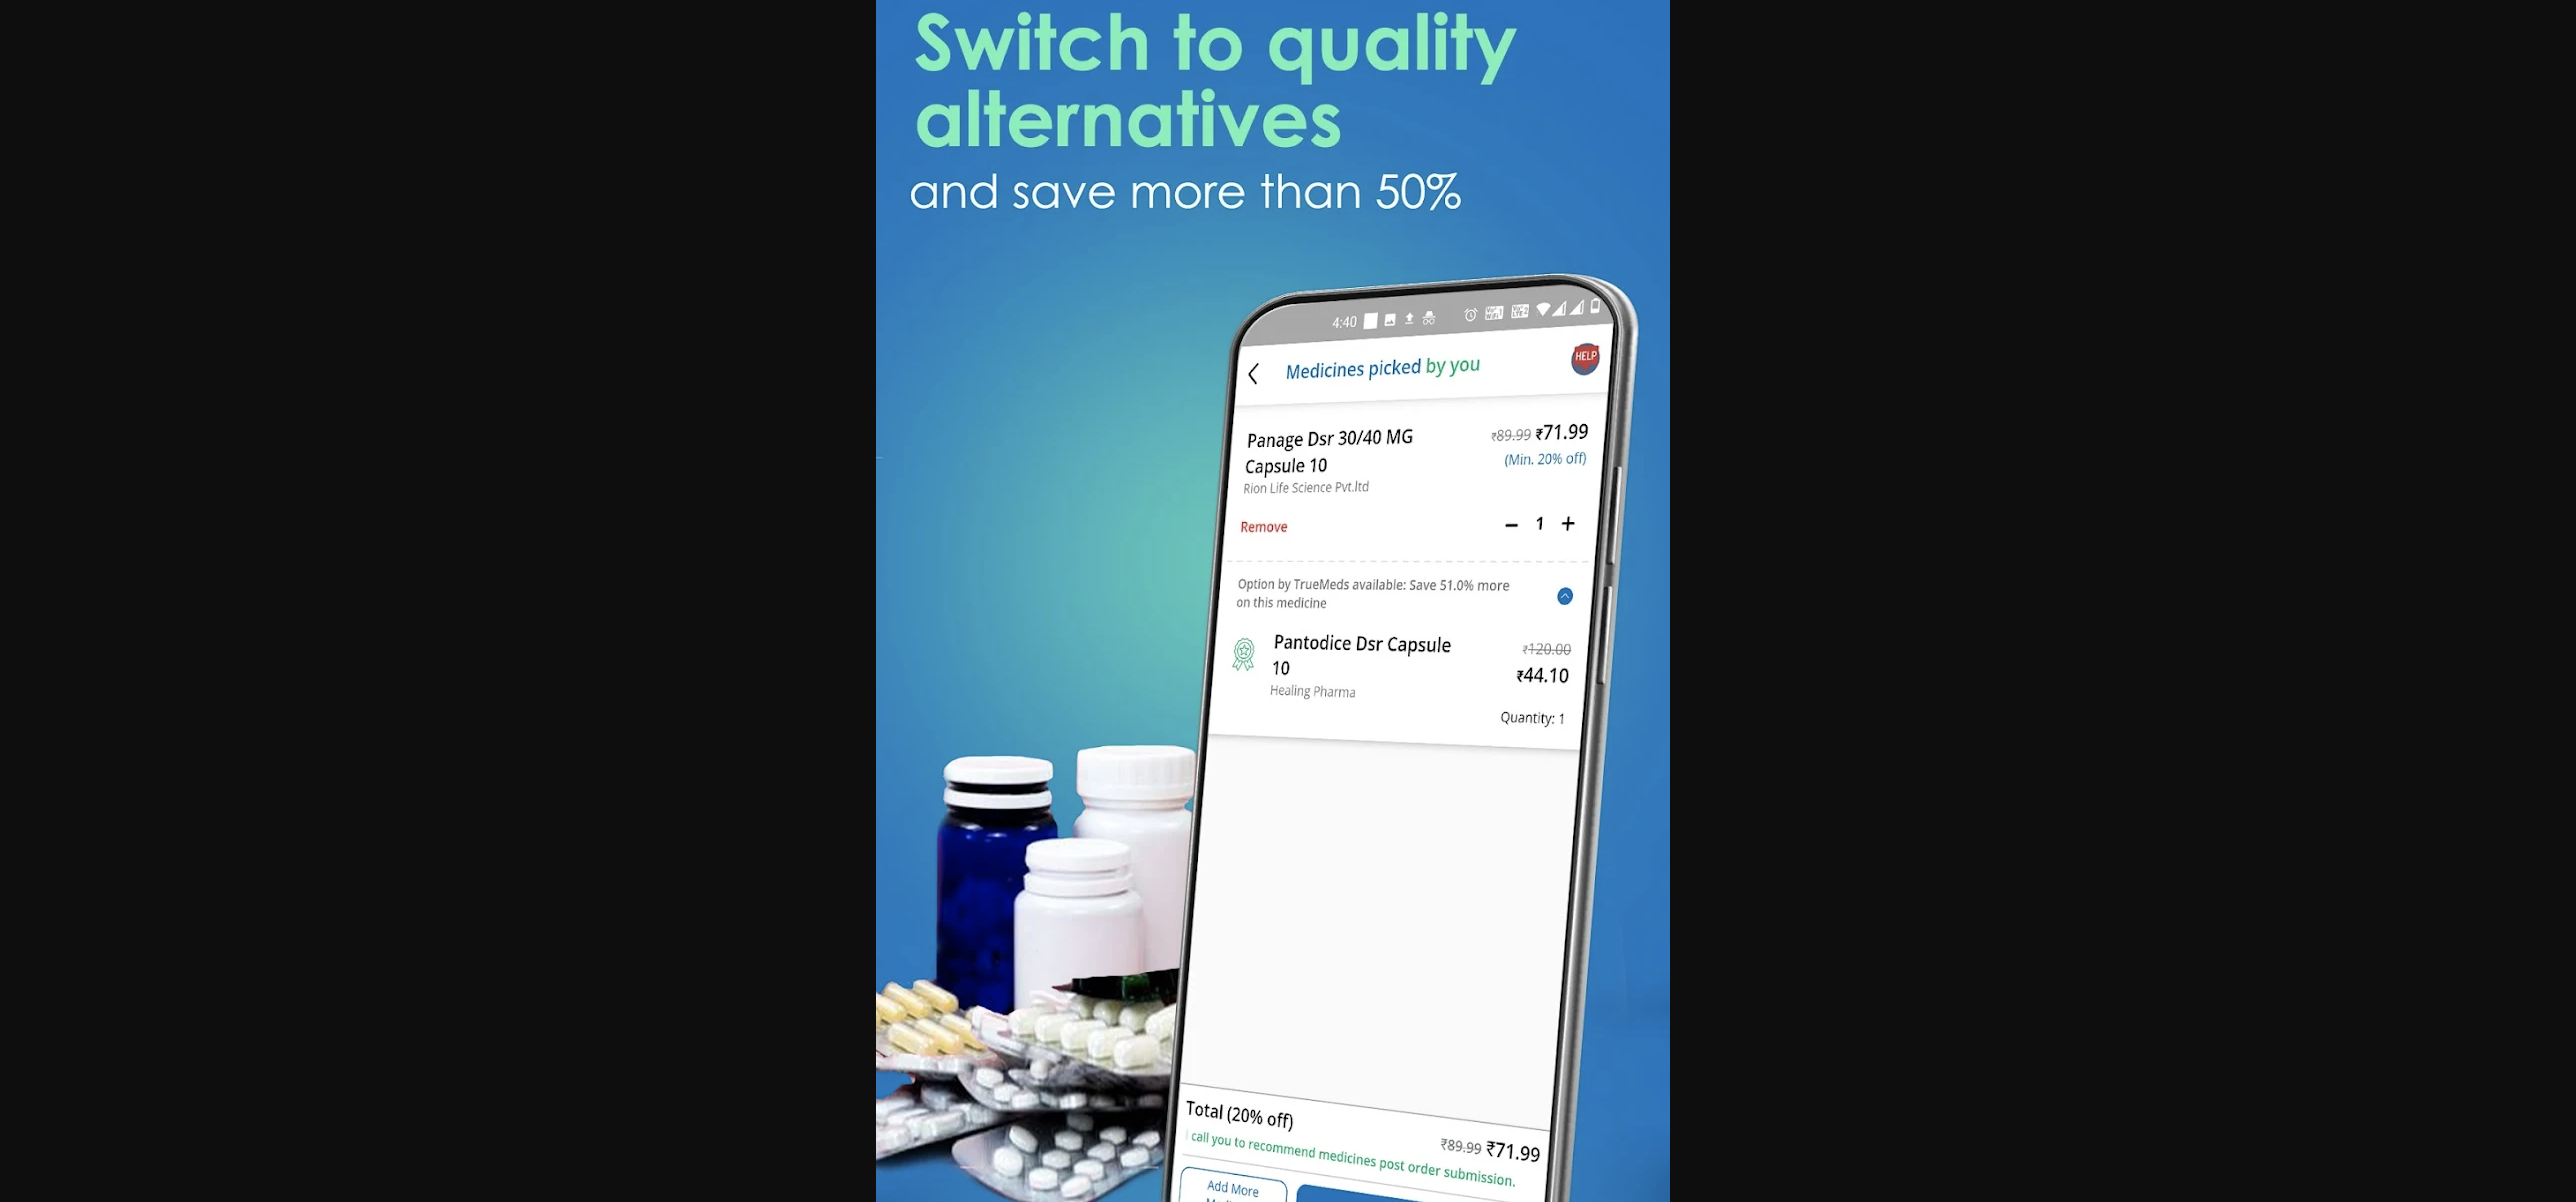 Switch to quality
alternatives
and save more than 50%
4:40
Medicines picked by you
HELP
Panage Dsr 30/40 MG
Capsule 10
₹89.99 ₹71.99
(Min. 20% off)
Rion Life Science Pvt.ltd
Remove
− 1 +
Option by TrueMeds available: Save 51.0% more
on this medicine
Pantodice Dsr Capsule
10
₹120.00
₹44.10
Healing Pharma
Quantity: 1
Total (20% off)
₹89.99 ₹71.99
call you to recommend medicines post order submission.
Add More